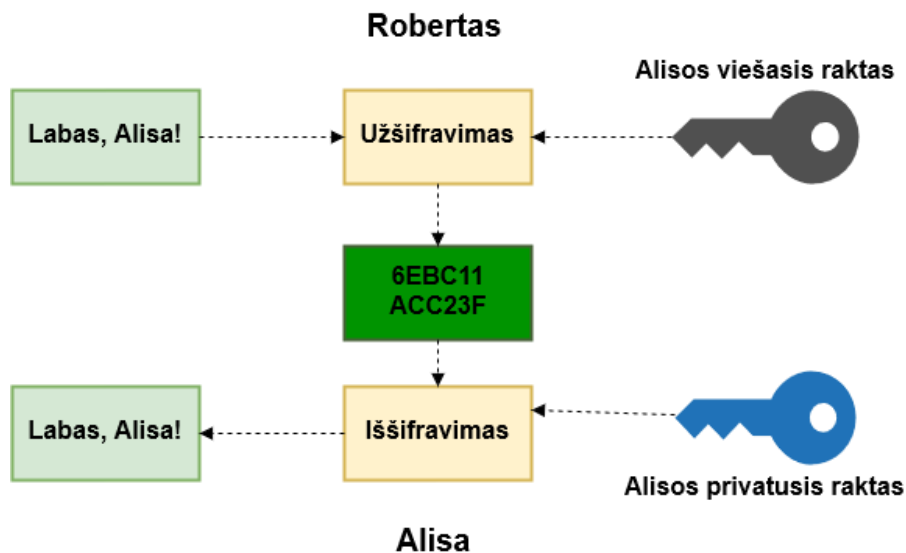 Robertas
Alisos viešasis raktas
Labas, Alisa!
Užšifravimas
6EBC11
ACC23F
Labas, Alisa!
Iššifravimas
Alisos privatusis raktas
Alisa